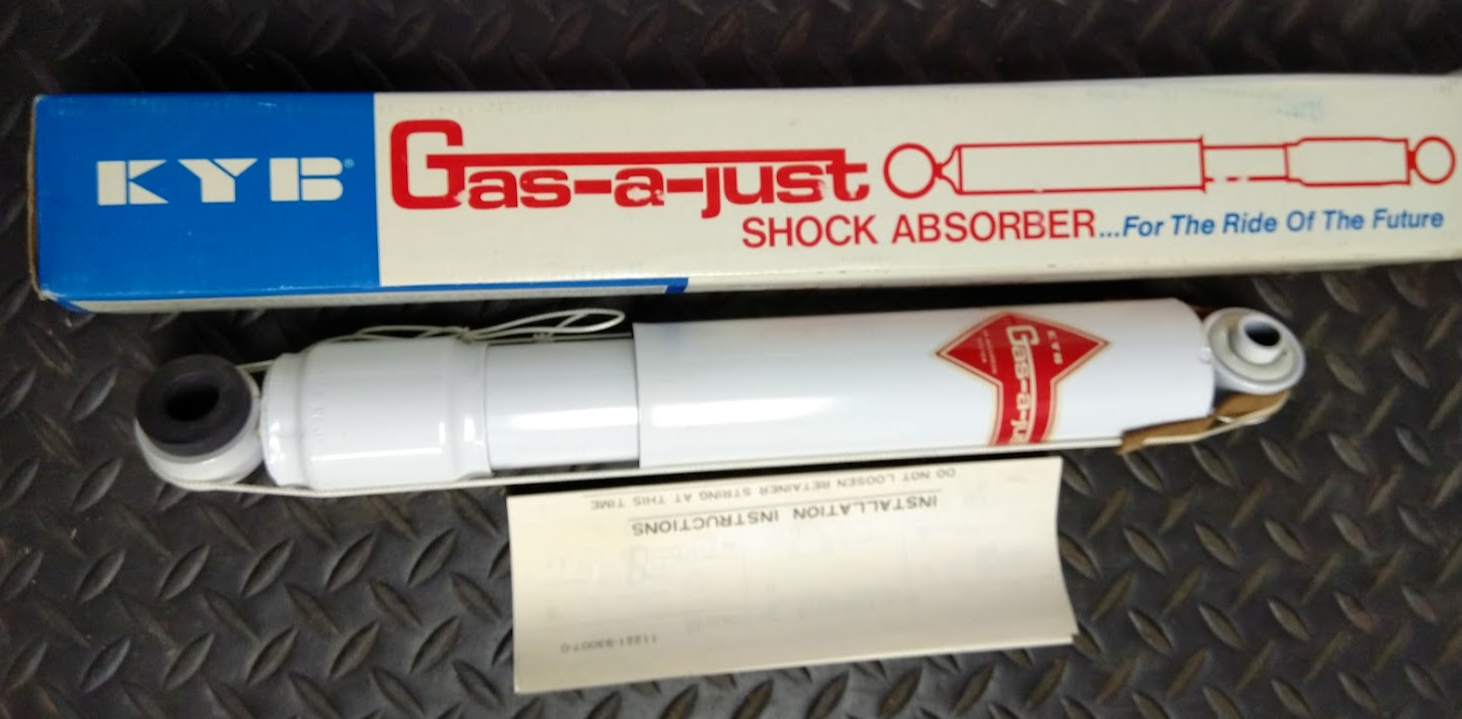 KYB®
Gas-a-just
SHOCK ABSORBER...For The Ride Of The Future
KYB
Gas-a-ju
INSTALLATION INSTRUCTIONS
DO NOT LOOSEN RETAINER STRING AT THIS TIME